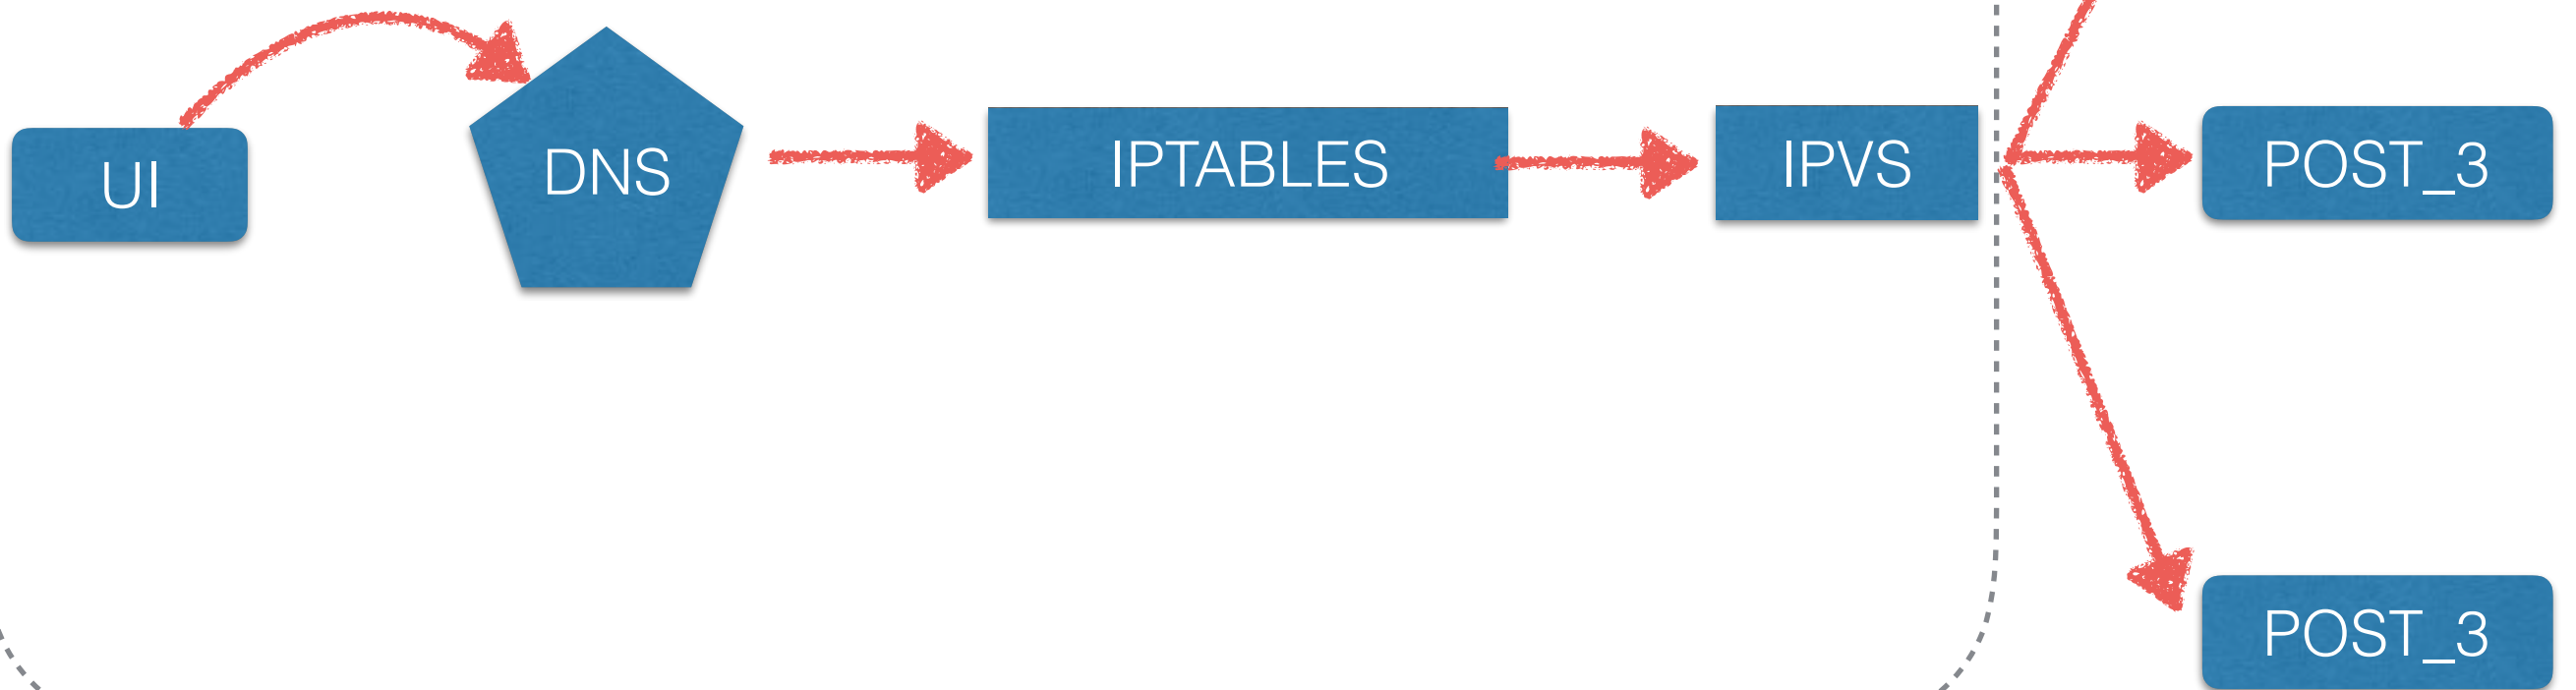 UI
DNS
IPTABLES
IPVS
POST_3
POST_3